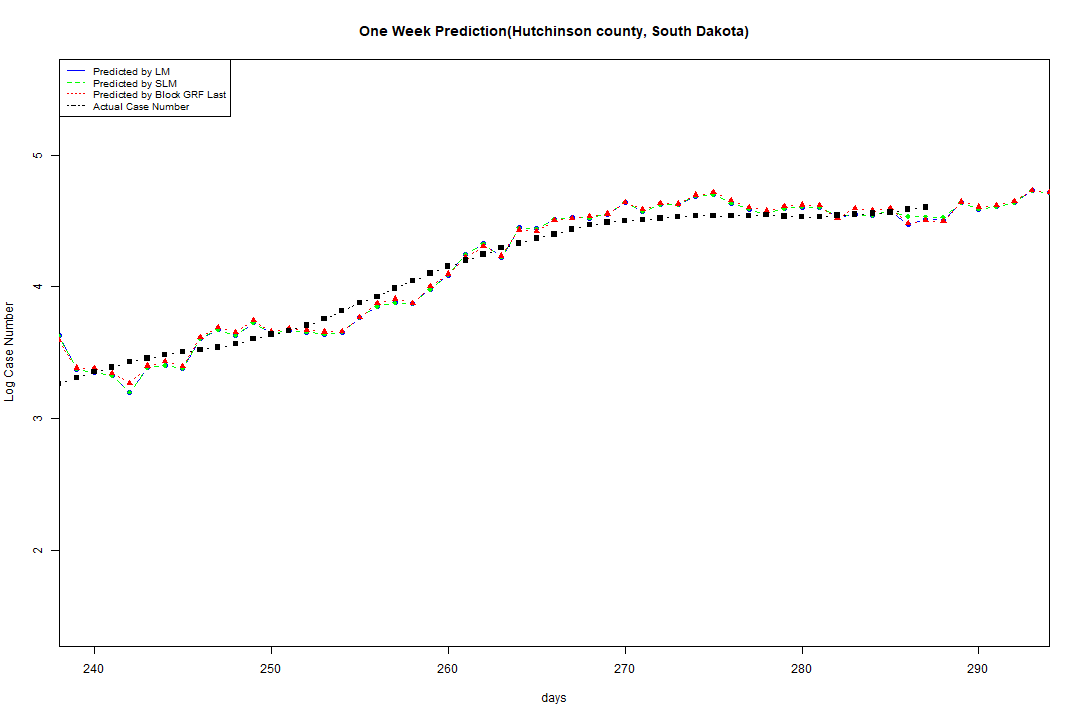 One Week Prediction(Hutchinson county, South Dakota)
Predicted by LM
Predicted by SLM
Predicted by Block GRF Last
Actual Case Number
5
4
3
2
Log Case Number
240 250 260 270 280 290
days